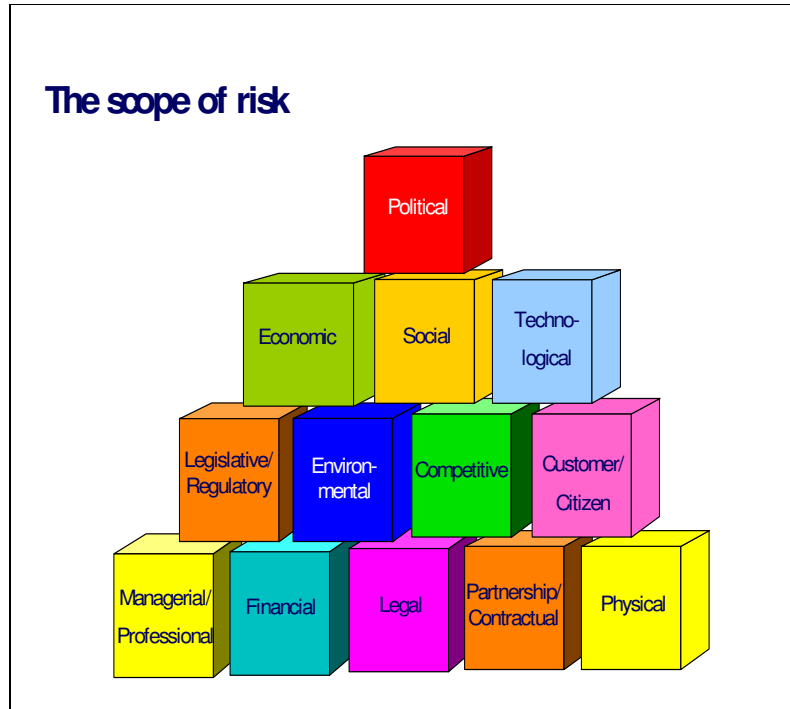 The scope of risk
Political
Economic
Social
Techno-
logical
Legislative/
Regulatory
Environ-
mental
Competitive
Customer/
Citizen
Managerial/
Professional
Financial
Legal
Partnership/
Contractual
Physical